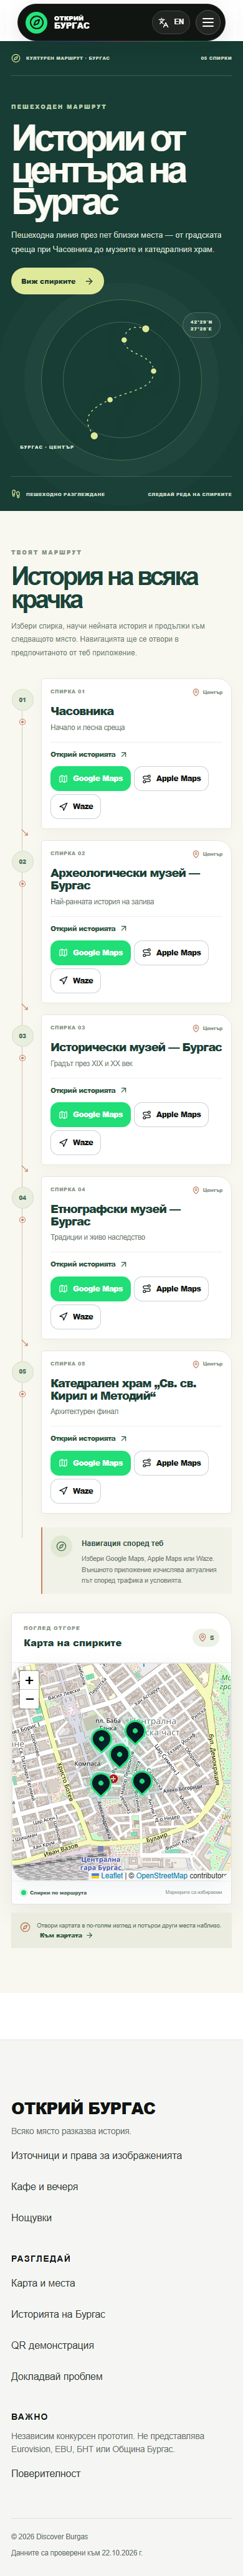 ОТКРИЙ
БУРГАС
EN
КУЛТУРЕН МАРШРУТ · БУРГАС
05 СПИРКИ
ПЕШЕХОДЕН МАРШРУТ
Истории от
центъра на
Бургас
Пешеходна линия през пет близки места — от градската
среща при Часовника до музеите и катедралния храм.
Виж спирките
42°29′N
27°28′E
БУРГАС · ЦЕНТЪР
ПЕШЕХОДНО РАЗГЛЕЖДАНЕ
СЛЕДВАЙ РЕДА НА СПИРКИТЕ
ТВОЯТ МАРШРУТ
История на всяка
крачка
Избери спирка, научи нейната история и продължи към
следващото място. Навигацията ще се отвори в
предпочитаното от теб приложение.
01
СПИРКА 01
Център
Часовника
Начало и лесна среща
Открий историята
Google Maps
Apple Maps
Waze
02
СПИРКА 02
Център
Археологически музей —
Бургас
Най-ранната история на залива
Открий историята
Google Maps
Apple Maps
Waze
03
СПИРКА 03
Център
Исторически музей — Бургас
Градът през XIX и XX век
Открий историята
Google Maps
Apple Maps
Waze
04
СПИРКА 04
Център
Етнографски музей —
Бургас
Традиции и живо наследство
Открий историята
Google Maps
Apple Maps
Waze
05
СПИРКА 05
Център
Катедрален храм „Св. св.
Кирил и Методий“
Архитектурен финал
Открий историята
Google Maps
Apple Maps
Waze
Навигация според теб
Избери Google Maps, Apple Maps или Waze.
Външното приложение изчислява актуалния
път според трафика и условията.
ПОГЛЕД ОТГОРЕ
Карта на спирките
5
+
−
пл. Баба
Компаса
Христо Ботев
Булаир
Иван Вазов
Централна
гара Бургас
Leaflet | © OpenStreetMap contributors
Спирки по маршрута
Маркерите са избираеми
Отвори картата в по-голям изглед и потърси други места наблизо.
Към картата
ОТКРИЙ БУРГАС
Всяко място разказва история.
Източници и права за изображенията
Кафе и вечеря
Нощувки
РАЗГЛЕДАЙ
Карта и места
Историята на Бургас
QR демонстрация
Докладвай проблем
ВАЖНО
Независим конкурсен прототип. Не представлява
Eurovision, EBU, БНТ или Община Бургас.
Поверителност
© 2026 Discover Burgas
Данните са проверени към 22.10.2026 г.